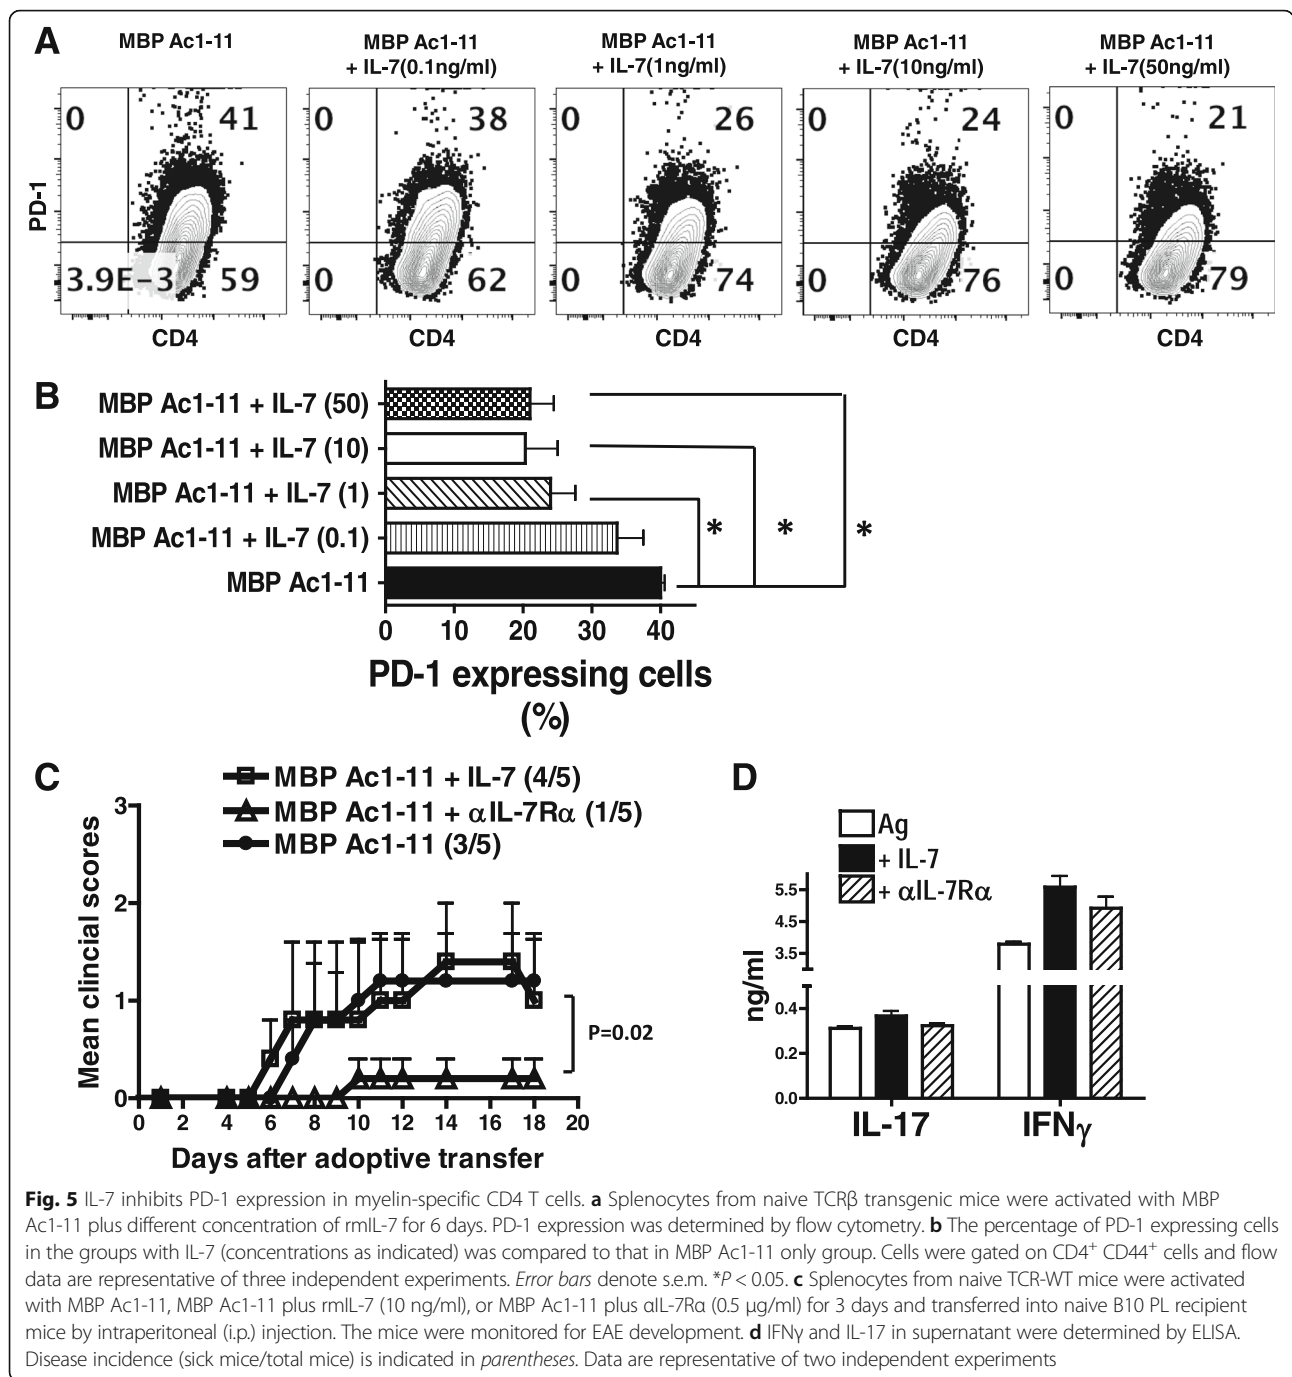 A
MBP Ac1-11
MBP Ac1-11
+ IL-7(0.1ng/ml)
MBP Ac1-11
+ IL-7(1ng/ml)
MBP Ac1-11
+ IL-7(10ng/ml)
MBP Ac1-11
+ IL-7(50ng/ml)
0 41
0 38
0 26
0 24
0 21
PD-1
3.9E-3 59
0 62
0 74
0 76
0 79
CD4 CD4 CD4 CD4 CD4
B
MBP Ac1-11 + IL-7 (50)
MBP Ac1-11 + IL-7 (10)
MBP Ac1-11 + IL-7 (1)
MBP Ac1-11 + IL-7 (0.1)
MBP Ac1-11
* * *
0 10 20 30 40
PD-1 expressing cells
(%)
C
MBP Ac1-11 + IL-7 (4/5)
MBP Ac1-11 + αIL-7Rα (1/5)
MBP Ac1-11 (3/5)
3
2
1
0
Mean clincial scores
P=0.02
0 2 4 6 8 10 12 14 16 18 20
Days after adoptive transfer
D
Ag
+ IL-7
+ αIL-7Rα
5.5
4.5
3.5
0.4
0.2
0.0
ng/ml
IL-17 IFNγ
Fig. 5 IL-7 inhibits PD-1 expression in myelin-specific CD4 T cells. a Splenocytes from naive TCRβ transgenic mice were activated with MBP
Ac1-11 plus different concentration of rmIL-7 for 6 days. PD-1 expression was determined by flow cytometry. b The percentage of PD-1 expressing cells
in the groups with IL-7 (concentrations as indicated) was compared to that in MBP Ac1-11 only group. Cells were gated on CD4⁺ CD44⁺ cells and flow
data are representative of three independent experiments. Error bars denote s.e.m. *P < 0.05. c Splenocytes from naive TCR-WT mice were activated
with MBP Ac1-11, MBP Ac1-11 plus rmIL-7 (10 ng/ml), or MBP Ac1-11 plus αIL-7Rα (0.5 μg/ml) for 3 days and transferred into naive B10 PL recipient
mice by intraperitoneal (i.p.) injection. The mice were monitored for EAE development. d IFNγ and IL-17 in supernatant were determined by ELISA.
Disease incidence (sick mice/total mice) is indicated in parentheses. Data are representative of two independent experiments